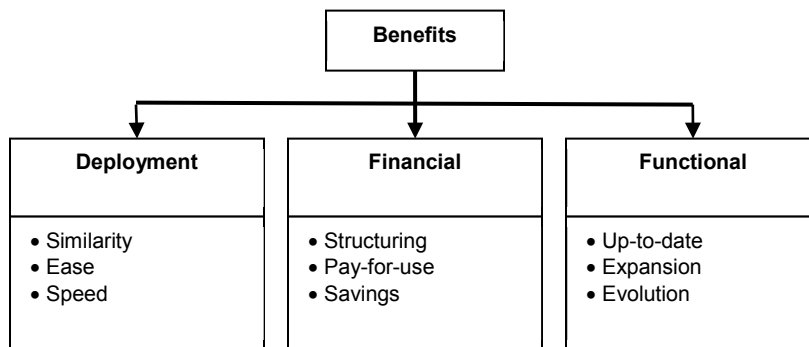 Benefits
Deployment
• Similarity
• Ease
• Speed
Financial
• Structuring
• Pay-for-use
• Savings
Functional
• Up-to-date
• Expansion
• Evolution